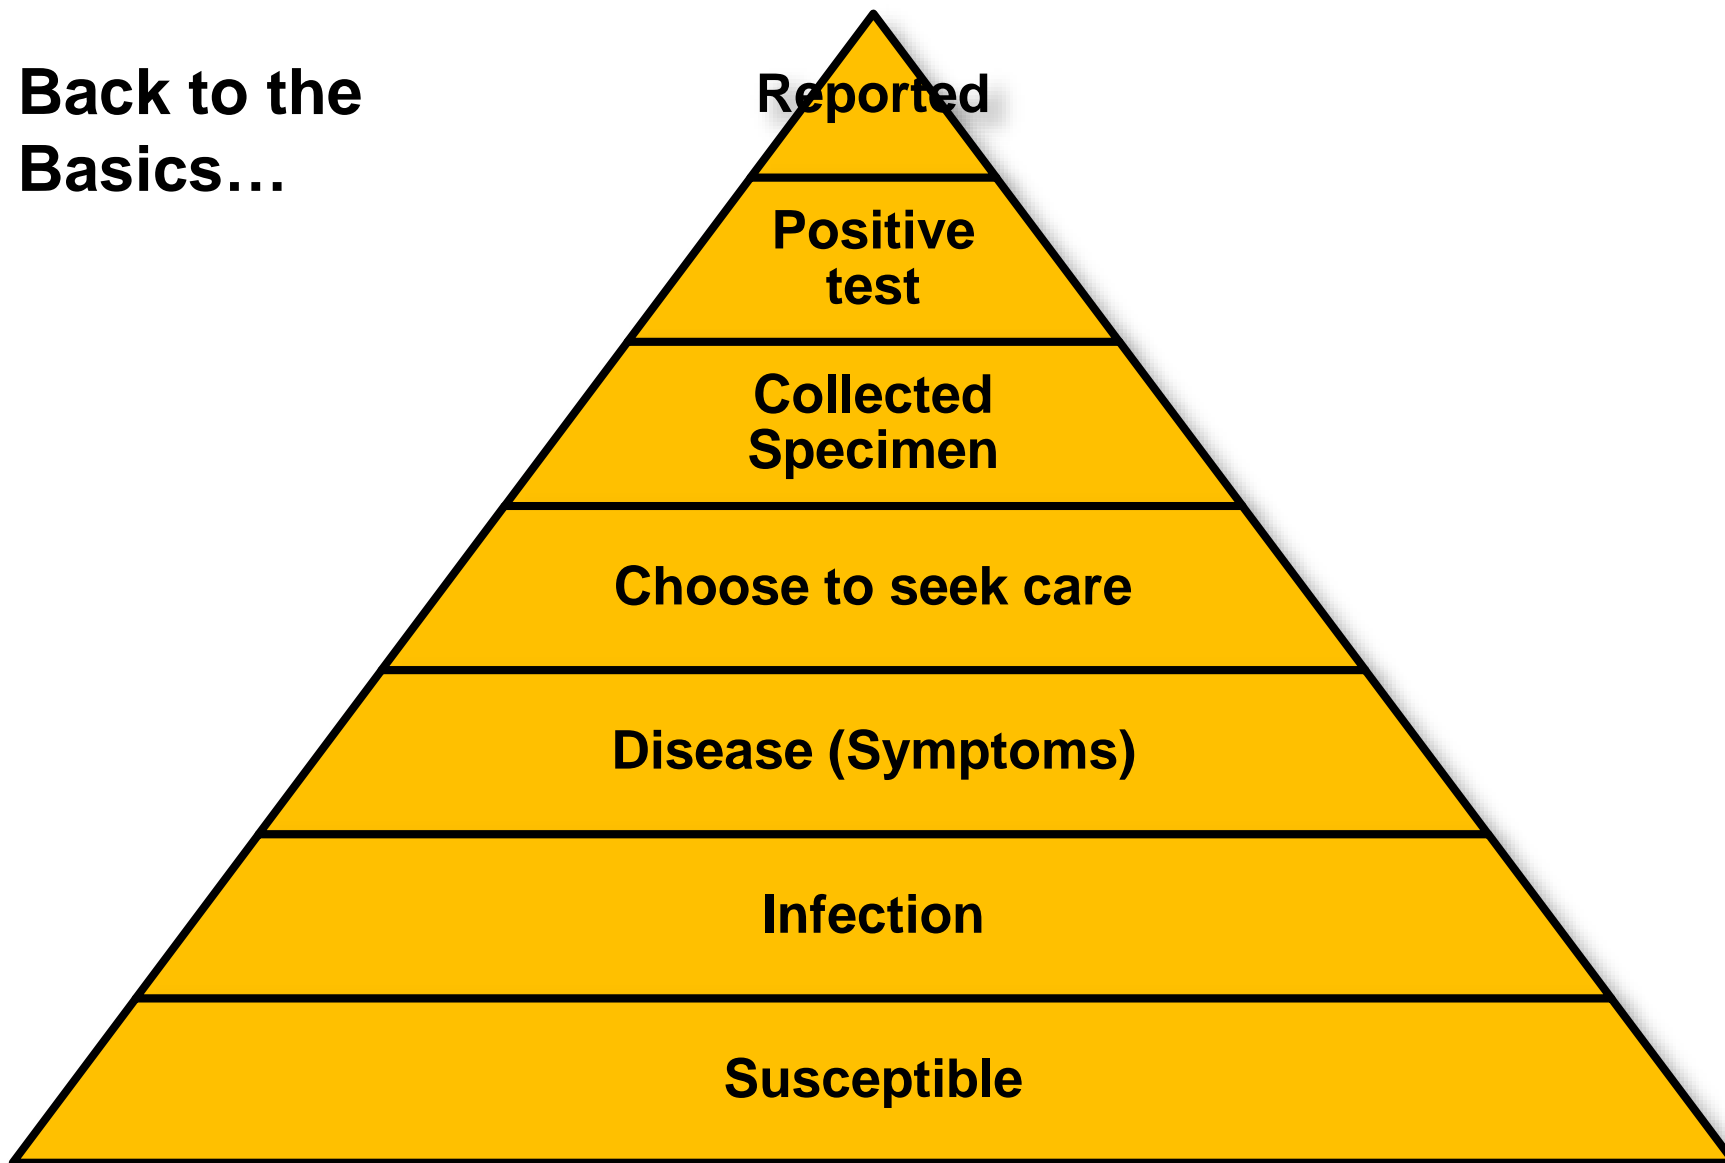 Back to the
Basics…
Reported
Positive
test
Collected
Specimen
Choose to seek care
Disease (Symptoms)
Infection
Susceptible